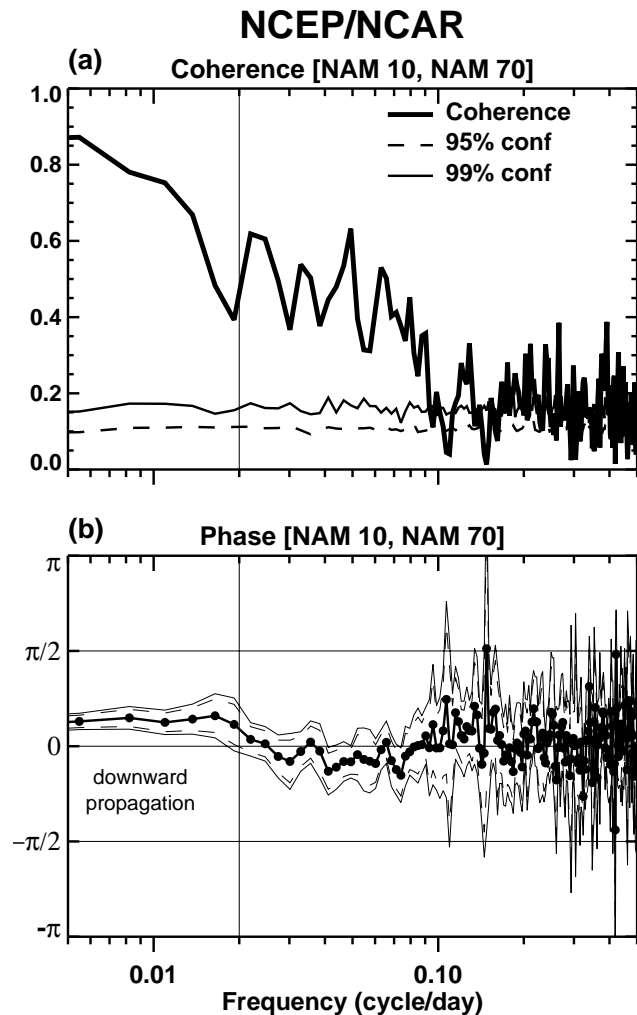 NCEP/NCAR
(a)
Coherence [NAM 10, NAM 70]
1.0
0.8
0.6
0.4
0.2
0.0
Coherence
95% conf
99% conf
(b)
Phase [NAM 10, NAM 70]
π
π/2
0
−π/2
-π
downward
propagation
0.01
0.10
Frequency (cycle/day)